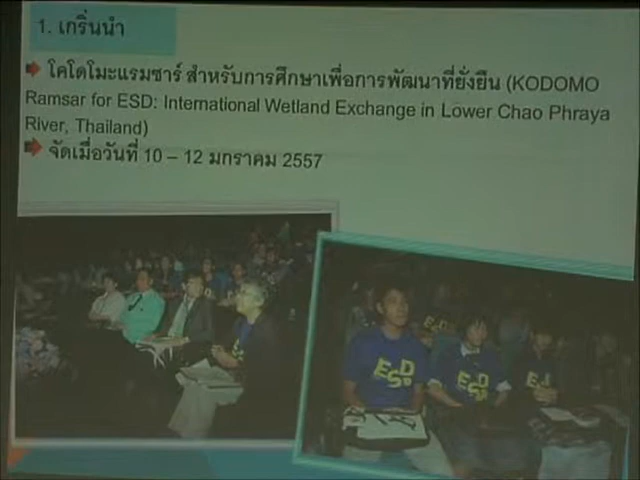 1. เกริ่นนำ
โคโดโมะแรมซาร์ สำหรับการศึกษาเพื่อการพัฒนาที่ยั่งยืน (KODOMO
Ramsar for ESD: International Wetland Exchange in Lower Chao Phraya
River, Thailand)
จัดเมื่อวันที่ 10 – 12 มกราคม 2557
ESD
ESD
ESD